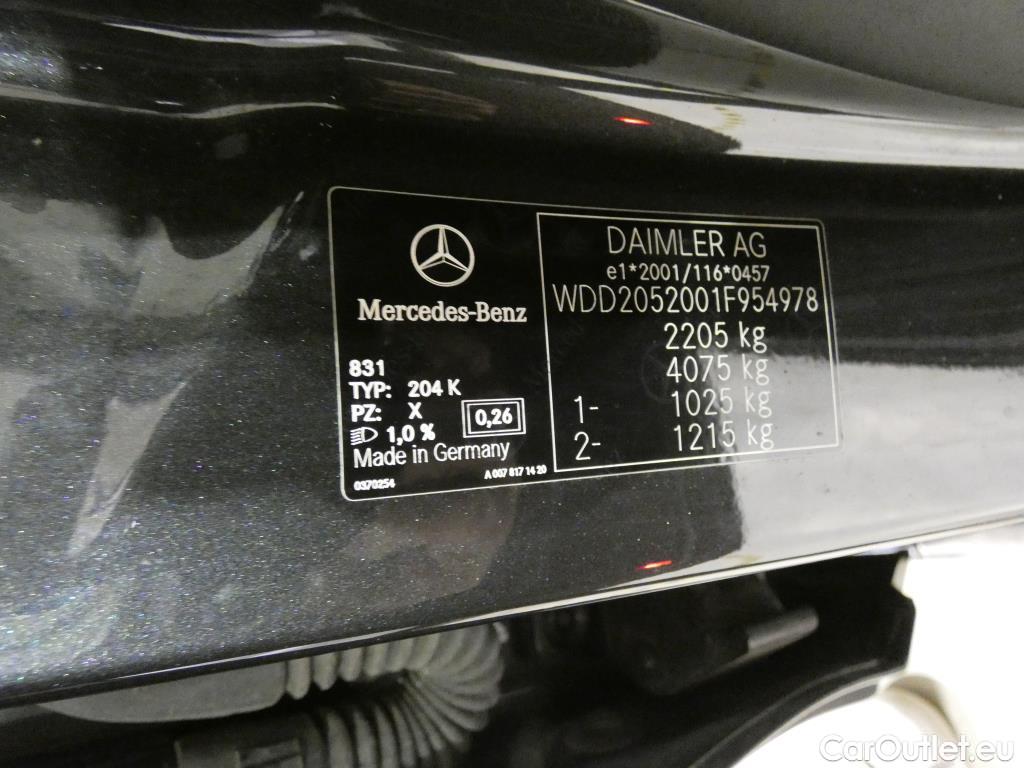 Mercedes-Benz
831
TYP: 204 K
PZ: X
0,26
1,0 %
Made in Germany
0370254
A 007 817 14 20
DAIMLER AG
e1*2001/116*0457
WDD2052001F954978
2205 kg
4075 kg
1- 1025 kg
2- 1215 kg
CarOutlet.eu